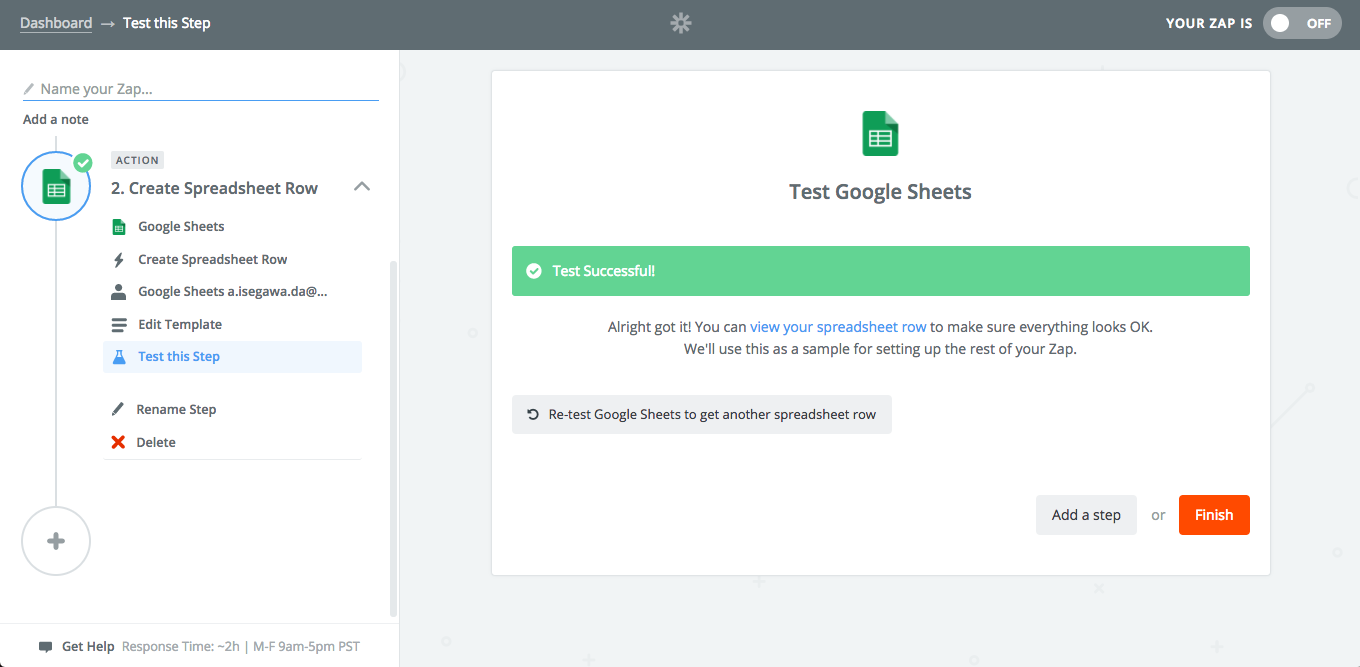 Dashboard → Test this Step
YOUR ZAP IS OFF
Name your Zap...
Add a note
ACTION
2. Create Spreadsheet Row
Google Sheets
Create Spreadsheet Row
Google Sheets a.isegawa.da@...
Edit Template
Test this Step
Rename Step
Delete
Get Help Response Time: ~2h | M-F 9am-5pm PST
Test Google Sheets
Test Successful!
Alright got it! You can view your spreadsheet row to make sure everything looks OK.
We'll use this as a sample for setting up the rest of your Zap.
Re-test Google Sheets to get another spreadsheet row
Add a step or Finish